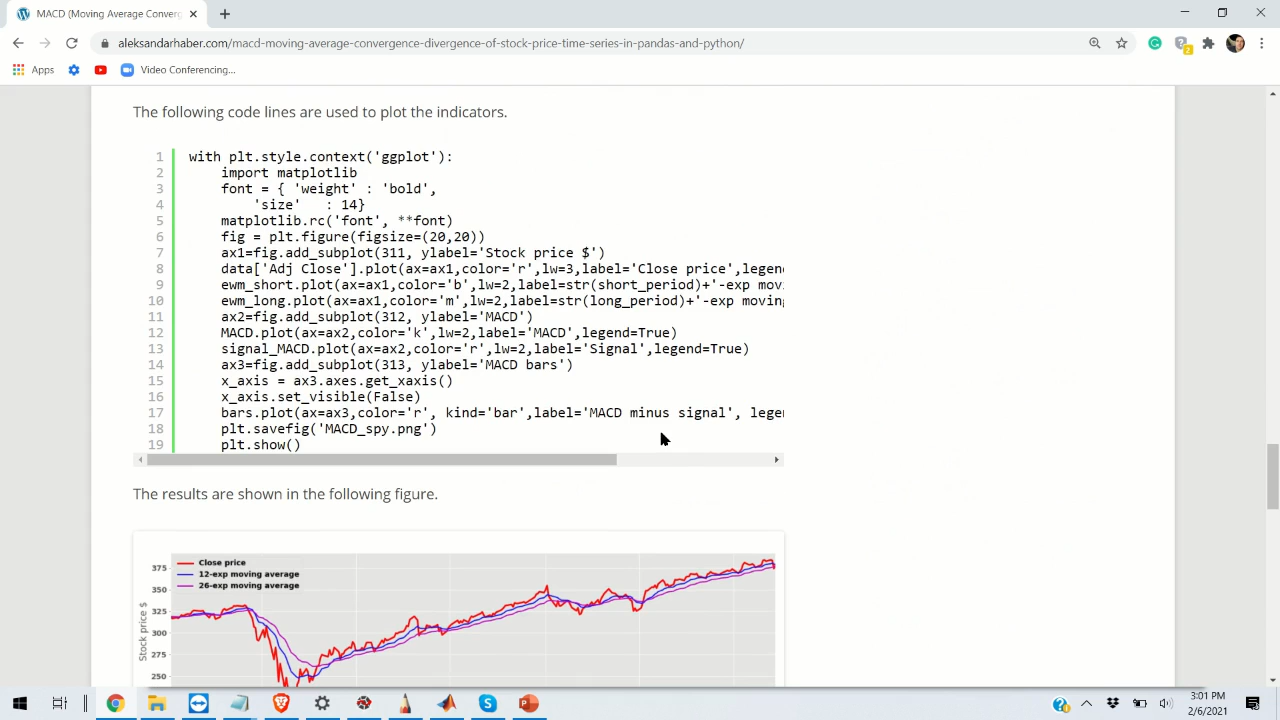 MACD (Moving Average Converg
aleksandarhaber.com/macd-moving-average-convergence-divergence-of-stock-price-time-series-in-pandas-and-python/
2
Apps
Video Conferencing...
The following code lines are used to plot the indicators.
1 with plt.style.context('ggplot'):
2 import matplotlib
3 font = { 'weight' : 'bold',
4 'size' : 14}
5 matplotlib.rc('font', **font)
6 fig = plt.figure(figsize=(20,20))
7 ax1=fig.add_subplot(311, ylabel='Stock price $')
8 data['Adj Close'].plot(ax=ax1,color='r',lw=3,label='Close price',legend
9 ewm_short.plot(ax=ax1,color='b',lw=2,label=str(short_period)+'-exp movi
10 ewm_long.plot(ax=ax1,color='m',lw=2,label=str(long_period)+'-exp moving
11 ax2=fig.add_subplot(312, ylabel='MACD')
12 MACD.plot(ax=ax2,color='k',lw=2,label='MACD',legend=True)
13 signal_MACD.plot(ax=ax2,color='r',lw=2,label='Signal',legend=True)
14 ax3=fig.add_subplot(313, ylabel='MACD bars')
15 x_axis = ax3.axes.get_xaxis()
16 x_axis.set_visible(False)
17 bars.plot(ax=ax3,color='r', kind='bar',label='MACD minus signal', legen
18 plt.savefig('MACD_spy.png')
19 plt.show()
The results are shown in the following figure.
Close price
12-exp moving average
26-exp moving average
Stock price $
375
350
325
300
275
250
3:01 PM
2/6/2021